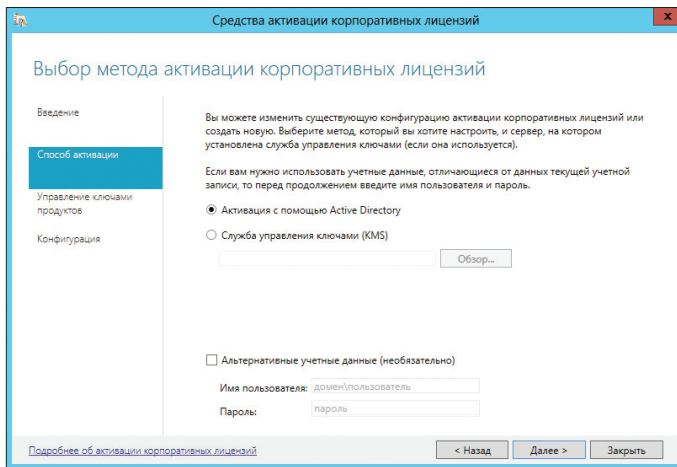 Средства активации корпоративных лицензий
x
Выбор метода активации корпоративных лицензий
Введение
Способ активации
Управление ключами
продуктов
Конфигурация
Вы можете изменить существующую конфигурацию активации корпоративных лицензий или
создать новую. Выберите метод, который вы хотите настроить, и сервер, на котором
установлена служба управления ключами (если она используется).
Если вам нужно использовать учетные данные, отличающиеся от данных текущей учетной
записи, то перед продолжением введите имя пользователя и пароль.
Активация с помощью Active Directory
Служба управления ключами (KMS)
Обзор...
Альтернативные учетные данные (необязательно)
Имя пользователя: домен\пользователь
Пароль: пароль
Подробнее об активации корпоративных лицензий
< Назад Далее > Закрыть